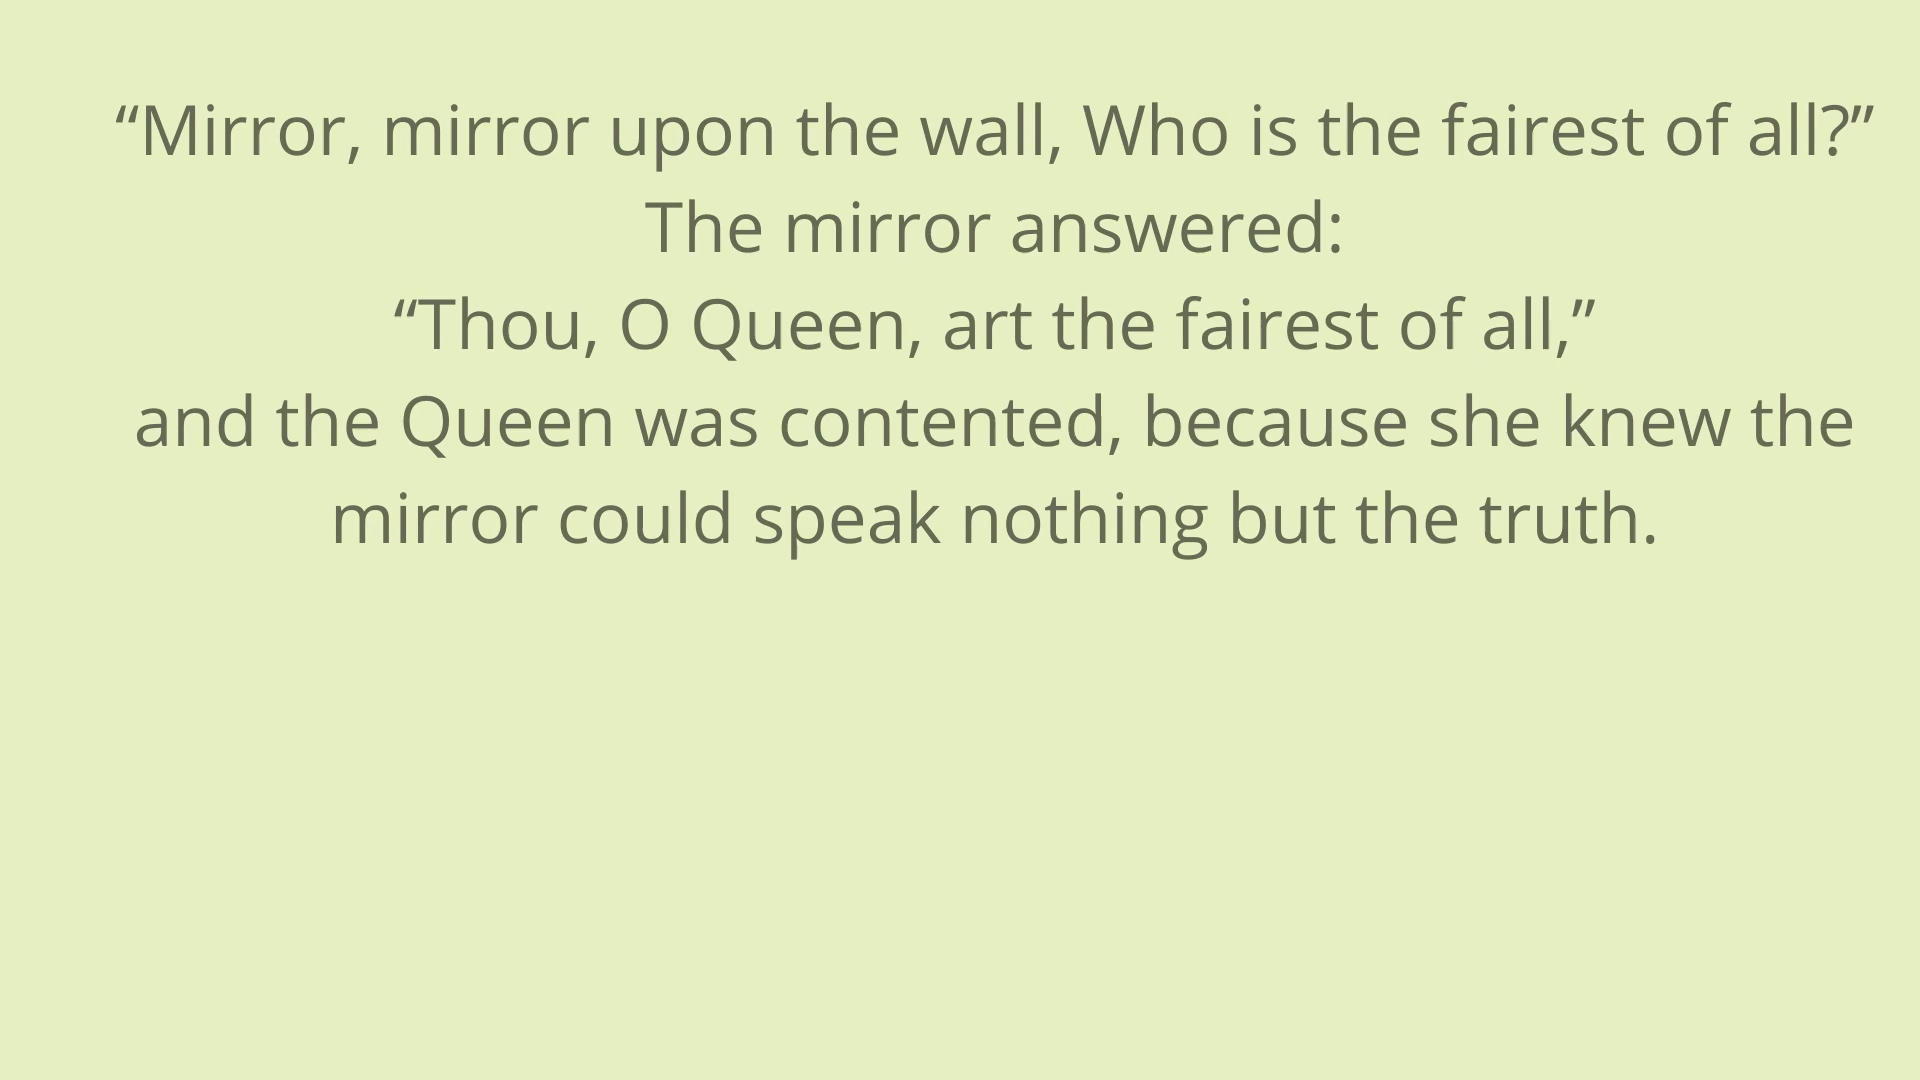 “Mirror, mirror upon the wall, Who is the fairest of all?”
The mirror answered:
“Thou, O Queen, art the fairest of all,”
and the Queen was contented, because she knew the
mirror could speak nothing but the truth.